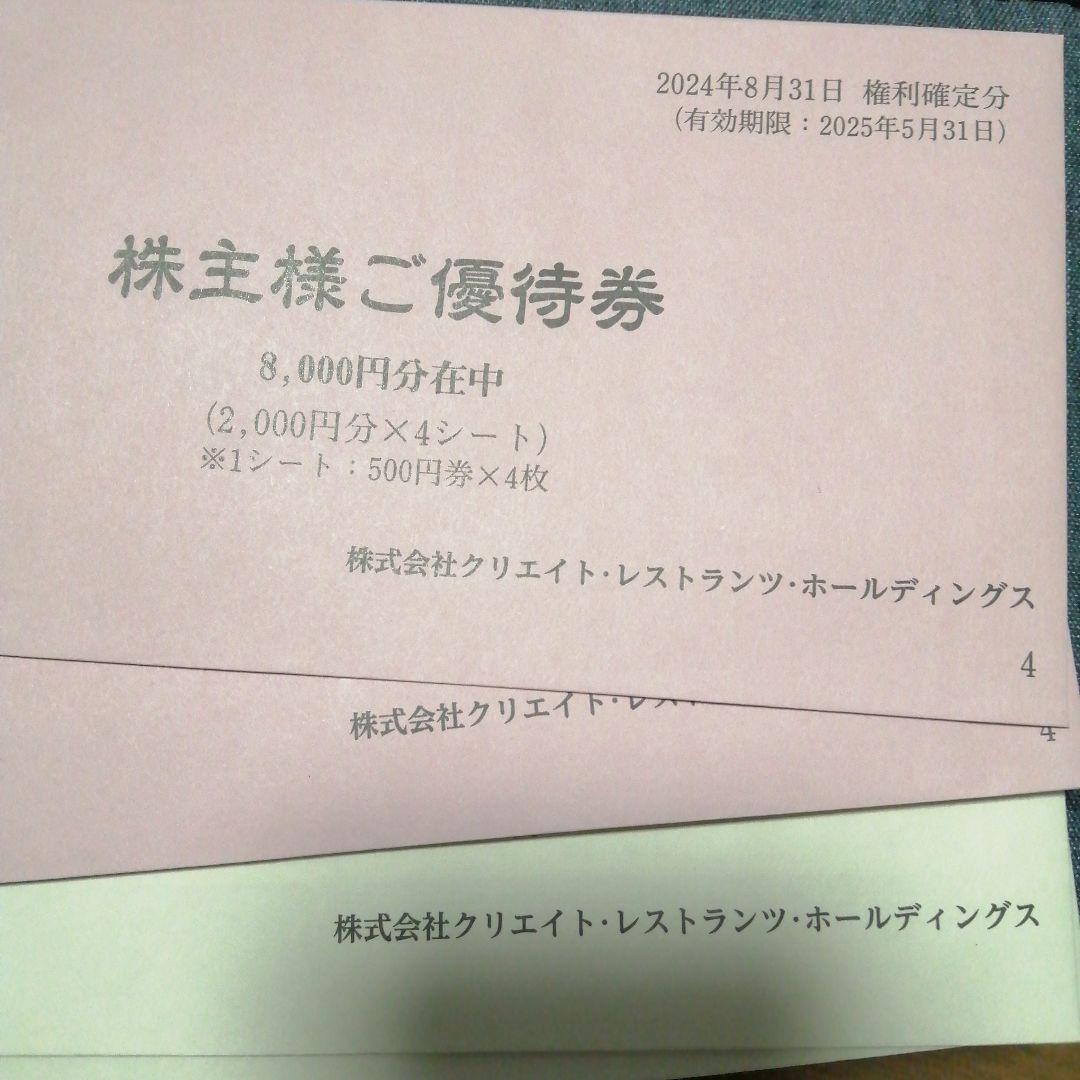 2024年8月31日 権利確定分
(有効期限：2025年5月31日)
株主様ご優待券
8,000円分在中
(2,000円分×4シート)
※1シート：500円券×4枚
株式会社クリエイト・レストランツ・ホールディングス
4
株式会社クリエイト・レスト
4
株式会社クリエイト・レストランツ・ホールディングス